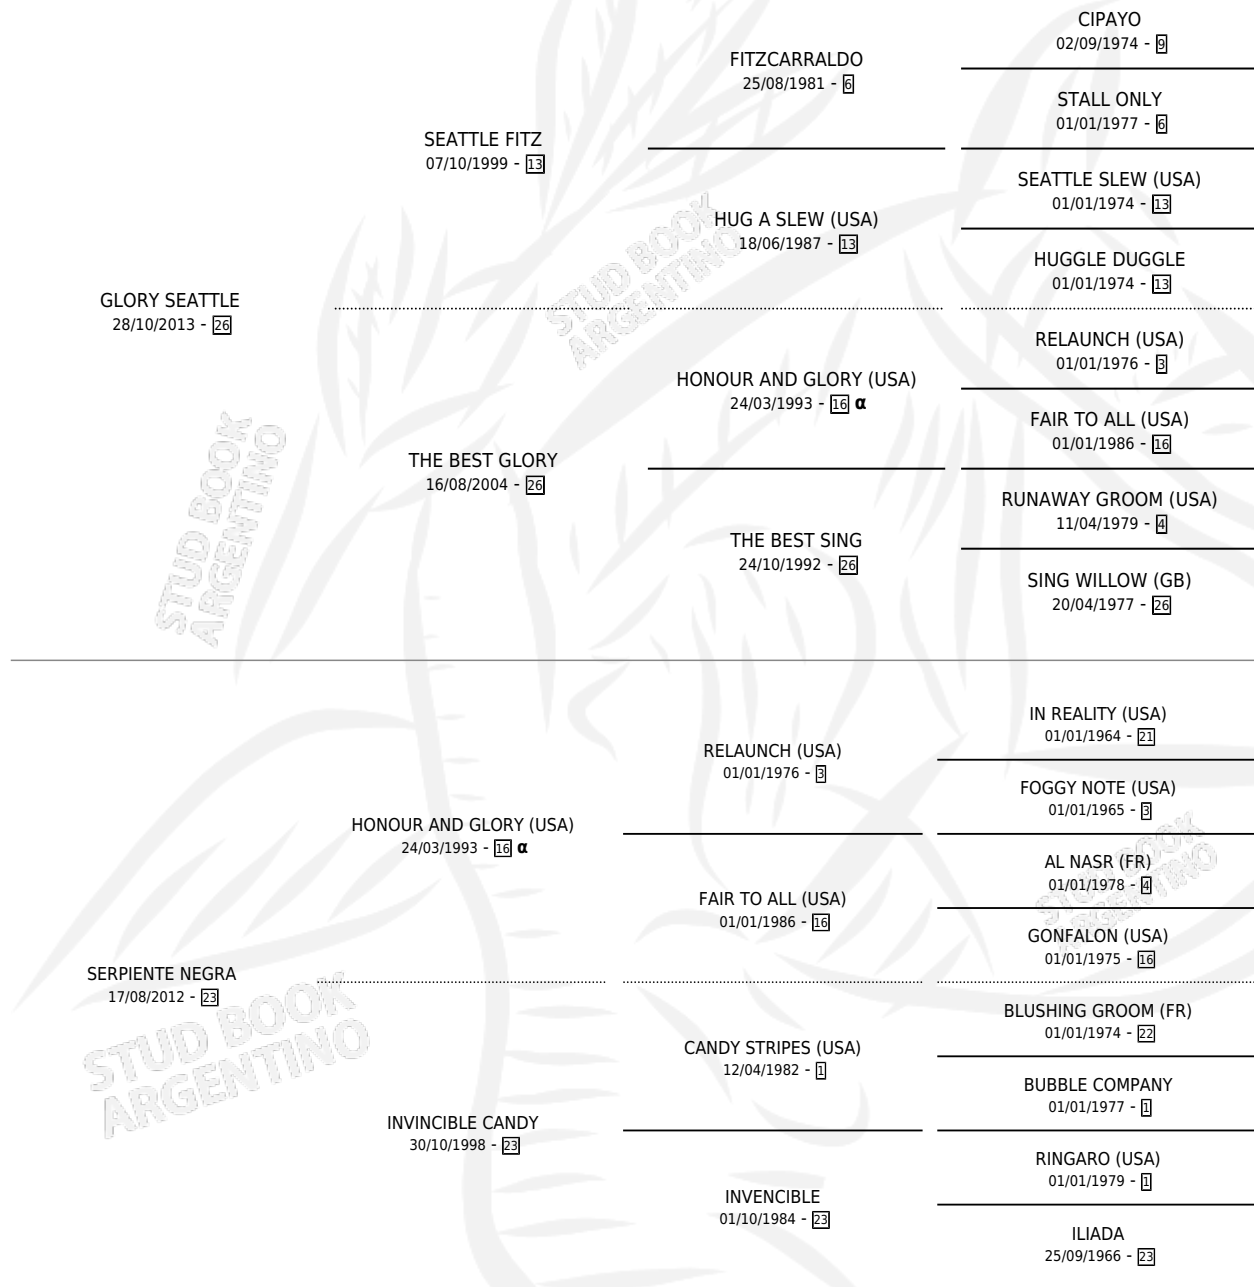 CIPAYO
02/09/1974 - 9
FITZCARRALDO
25/08/1981 - 6
STALL ONLY
01/01/1977 - 6
SEATTLE FITZ
07/10/1999 - 13
SEATTLE SLEW (USA)
01/01/1974 - 13
HUG A SLEW (USA)
18/06/1987 - 13
HUGGLE DUGGLE
01/01/1974 - 13
GLORY SEATTLE
28/10/2013 - 26
RELAUNCH (USA)
01/01/1976 - 3
HONOUR AND GLORY (USA)
24/03/1993 - 16 α
FAIR TO ALL (USA)
01/01/1986 - 16
THE BEST GLORY
16/08/2004 - 26
RUNAWAY GROOM (USA)
11/04/1979 - 4
THE BEST SING
24/10/1992 - 26
SING WILLOW (GB)
20/04/1977 - 26
IN REALITY (USA)
01/01/1964 - 21
RELAUNCH (USA)
01/01/1976 - 3
FOGGY NOTE (USA)
01/01/1965 - 3
HONOUR AND GLORY (USA)
24/03/1993 - 16 α
AL NASR (FR)
01/01/1978 - 4
FAIR TO ALL (USA)
01/01/1986 - 16
GONFALON (USA)
01/01/1975 - 16
SERPIENTE NEGRA
17/08/2012 - 23
BLUSHING GROOM (FR)
01/01/1974 - 22
CANDY STRIPES (USA)
12/04/1982 - 1
BUBBLE COMPANY
01/01/1977 - 1
INVINCIBLE CANDY
30/10/1998 - 23
RINGARO (USA)
01/01/1979 - 1
INVENCIBLE
01/10/1984 - 23
ILIADA
25/09/1966 - 23
STUD BOOK
ARGENTINO
STUD BOOK
ARGENTINO
STUD BOOK
ARGENTINO
STUD BOOK
ARGENTINO